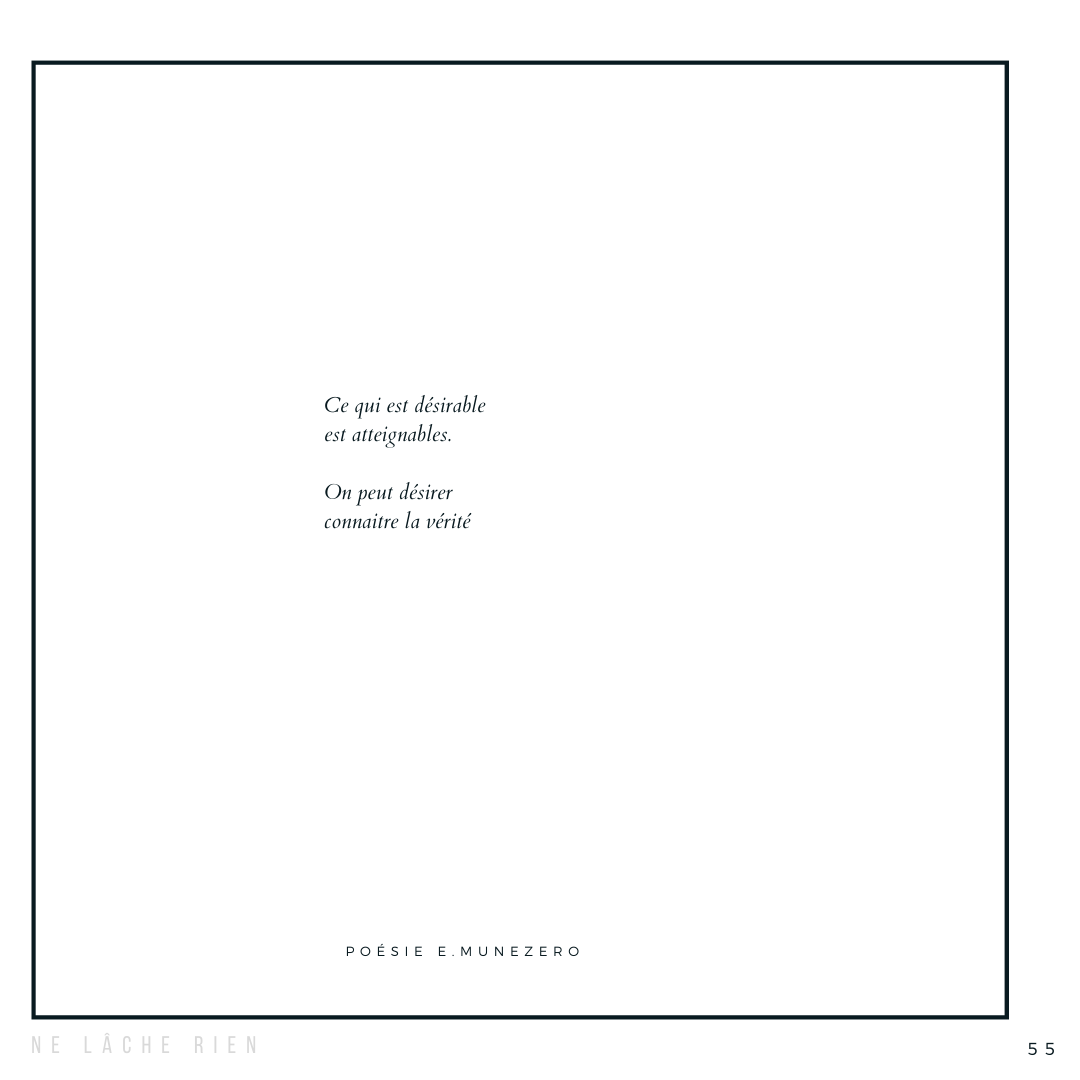 Ce qui est désirable
est atteignables.
On peut désirer
connaitre la vérité
POÉSIE E.MUNEZERO
NE LÂCHE RIEN
55